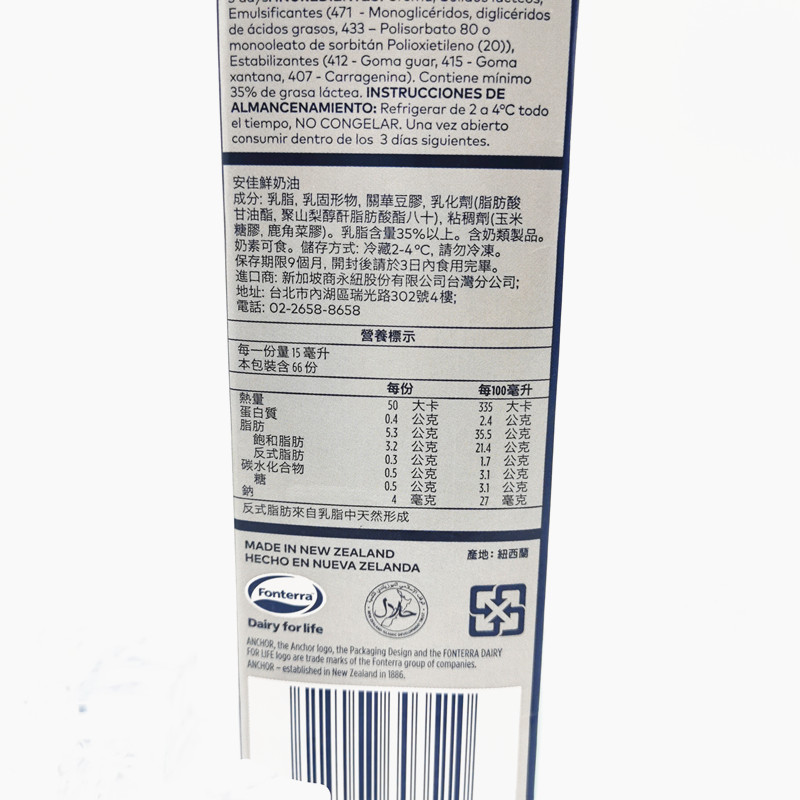 Emulsificantes (471 - Monoglicéridos, diglicéridos
de ácidos grasos, 433 – Polisorbato 80 o
monooleato de sorbitán Polioxietileno (20)),
Estabilizantes (412 - Goma guar, 415 - Goma
xantana, 407 - Carragenina). Contiene mínimo
35% de grasa láctea. INSTRUCCIONES DE
ALMANCENAMIENTO: Refrigerar de 2 a 4ºC todo
el tiempo, NO CONGELAR. Una vez abierto
consumir dentro de los 3 días siguientes.
安佳鮮奶油
成分: 乳脂, 乳固形物, 關華豆膠, 乳化劑(脂肪酸
甘油酯, 聚山梨醇酐脂肪酸酯八十), 粘稠劑(玉米
糖膠, 鹿角菜膠)。乳脂含量35%以上。含奶類製品。
奶素可食。儲存方式: 冷藏2-4°C, 請勿冷凍。
保存期限9個月, 開封後請於3日內食用完畢。
進口商: 新加坡商永紐股份有限公司台灣分公司;
地址: 台北市內湖區瑞光路302號4樓;
電話: 02-2658-8658
營養標示
每一份量 15 毫升
本包裝含 66 份
每份 每100毫升
熱量 50 大卡 335 大卡
蛋白質 0.4 公克 2.4 公克
脂肪 5.3 公克 35.5 公克
飽和脂肪 3.2 公克 21.4 公克
反式脂肪 0.3 公克 1.7 公克
碳水化合物 0.5 公克 3.1 公克
糖 0.5 公克 3.1 公克
鈉 4 毫克 27 毫克
反式脂肪來自乳脂中天然形成
MADE IN NEW ZEALAND 產地: 紐西蘭
HECHO EN NUEVA ZELANDA
Fonterra
حلال
Dairy for life
ANCHOR, the Anchor logo, the Packaging Design and the FONTERRA DAIRY
FOR LIFE logo are trade marks of the Fonterra group of companies.
ANCHOR – established in New Zealand in 1886.